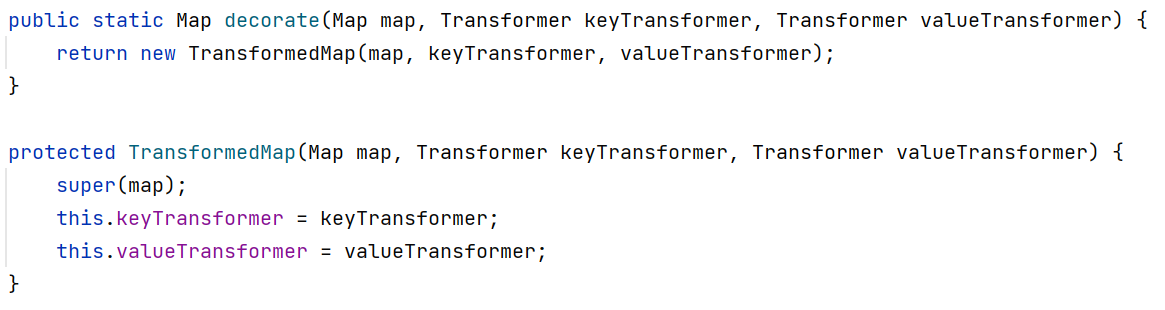 public static Map decorate(Map map, Transformer keyTransformer, Transformer valueTransformer) {
    return new TransformedMap(map, keyTransformer, valueTransformer);
}

protected TransformedMap(Map map, Transformer keyTransformer, Transformer valueTransformer) {
    super(map);
    this.keyTransformer = keyTransformer;
    this.valueTransformer = valueTransformer;
}